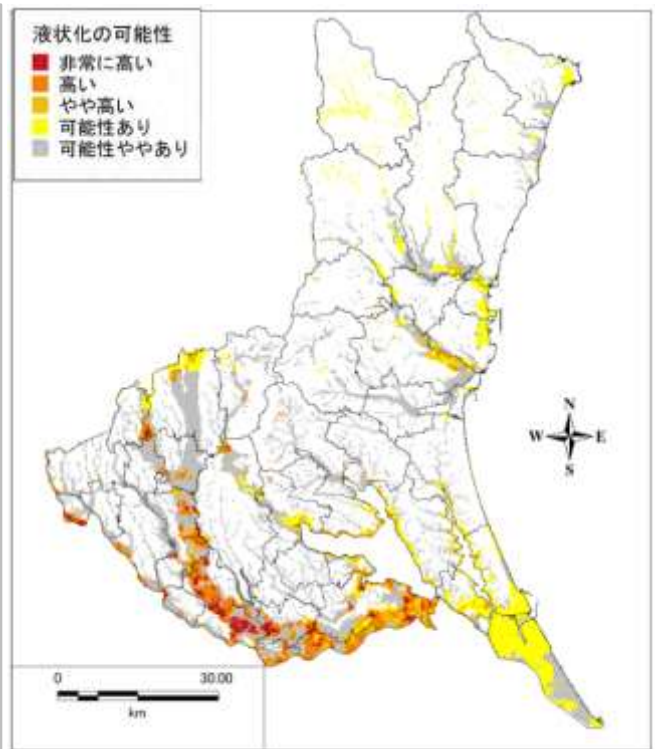 液状化の可能性
非常に高い
高い
やや高い
可能性あり
可能性ややあり
N
W E
S
0 30.00
km